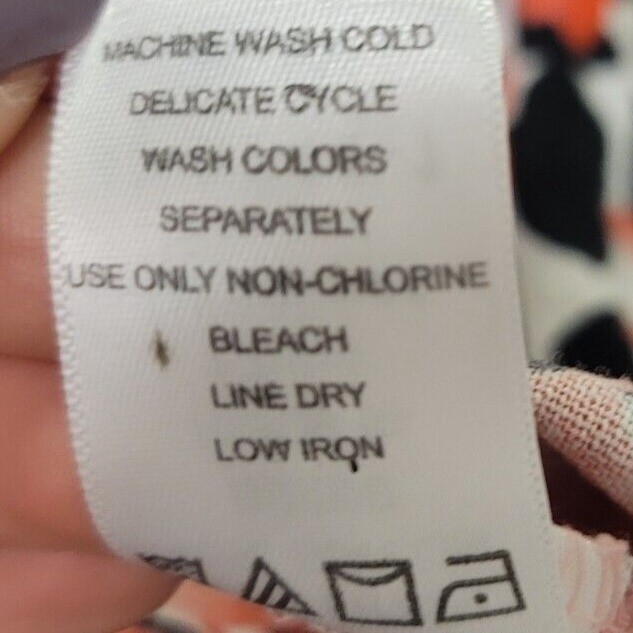 MACHINE WASH COLD
DELICATE CYCLE
WASH COLORS
SEPARATELY
USE ONLY NON-CHLORINE
BLEACH
LINE DRY
LOW IRON